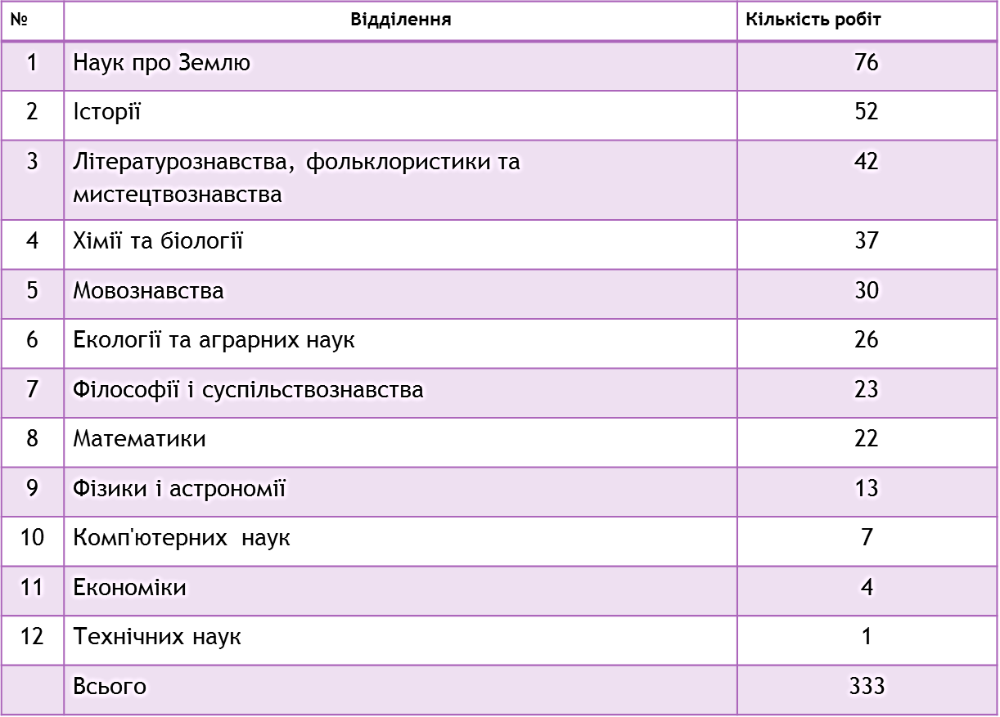 № Відділення Кількість робіт
1 Наук про Землю 76
2 Історії 52
3 Літературознавства, фольклористики та 42
мистецтвознавства
4 Хімії та біології 37
5 Мовознавства 30
6 Екології та аграрних наук 26
7 Філософії і суспільствознавства 23
8 Математики 22
9 Фізики і астрономії 13
10 Комп'ютерних наук 7
11 Економіки 4
12 Технічних наук 1
Всього 333